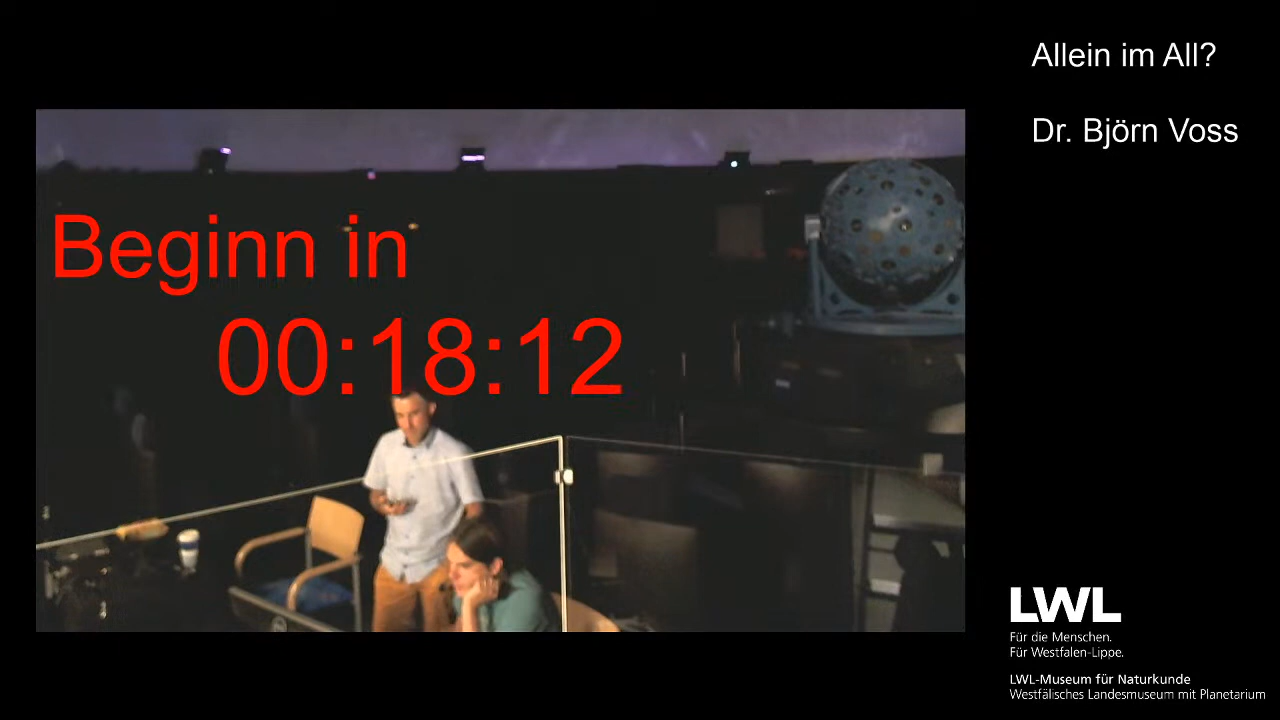 Allein im All?
Dr. Björn Voss
Beginn in
00:18:12
LWL
Für die Menschen.
Für Westfalen-Lippe.
LWL-Museum für Naturkunde
Westfälisches Landesmuseum mit Planetarium